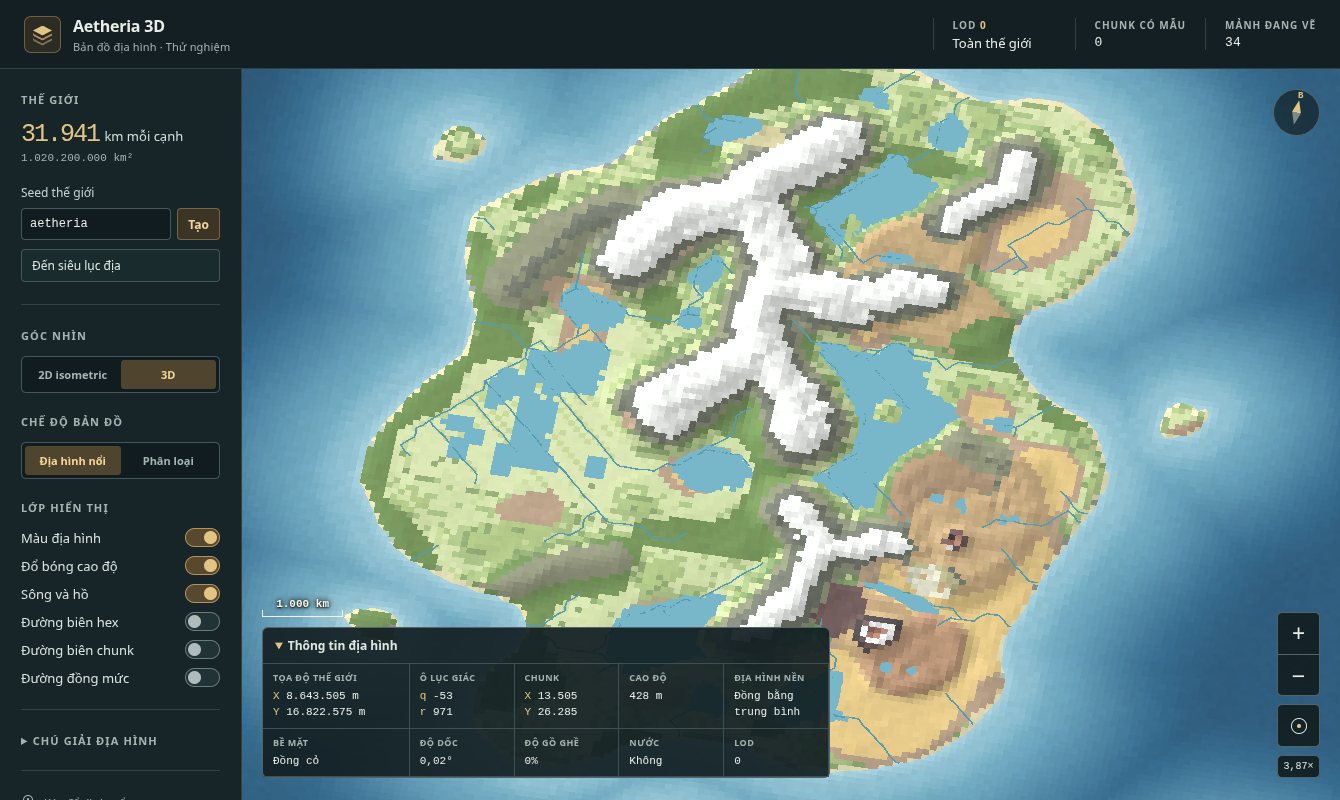 Aetheria 3D
Bản đồ địa hình · Thử nghiệm
LOD 0
Toàn thế giới
CHUNK CÓ MẪU
0
MẢNH ĐANG VẼ
34
THẾ GIỚI
31.941 km mỗi cạnh
1.020.200.000 km²
Seed thế giới
aetheria
Tạo
Đến siêu lục địa
GÓC NHÌN
2D isometric
3D
CHẾ ĐỘ BẢN ĐỒ
Địa hình nổi
Phân loại
LỚP HIỂN THỊ
Màu địa hình
Đổ bóng cao độ
Sông và hồ
Đường biên hex
Đường biên chunk
Đường đồng mức
CHÚ GIẢI ĐỊA HÌNH
B
1.000 km
Thông tin địa hình
TỌA ĐỘ THẾ GIỚI
X 8.643.505 m
Y 16.822.575 m
Ô LỤC GIÁC
q -53
r 971
CHUNK
X 13.505
Y 26.285
CAO ĐỘ
428 m
ĐỊA HÌNH NỀN
Đồng bằng
trung bình
BỀ MẶT
Đồng cỏ
ĐỘ DỐC
0,02°
ĐỘ GỒ GHỀ
0%
NƯỚC
Không
LOD
0
+
−
3,87×